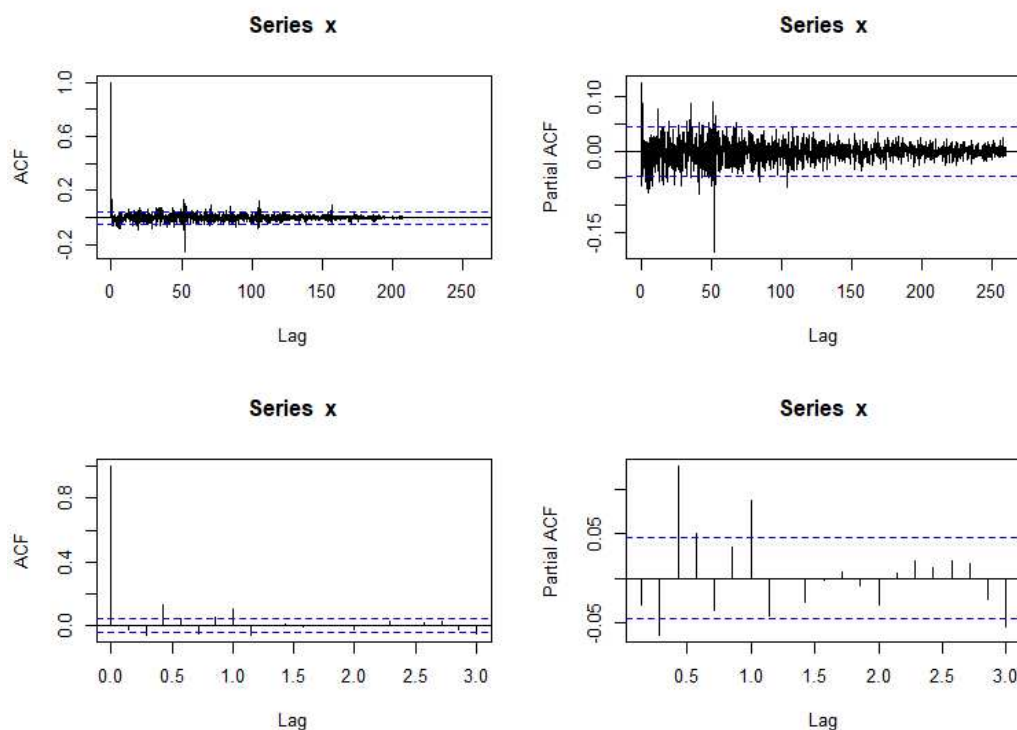 Series x
ACF
1.0
0.6
0.2
-0.2
0 50 100 150 200 250
Lag
Series x
Partial ACF
0.10
0.00
-0.15
0 50 100 150 200 250
Lag
Series x
ACF
0.8
0.4
0.0
0.0 0.5 1.0 1.5 2.0 2.5 3.0
Lag
Series x
Partial ACF
0.05
-0.05
0.5 1.0 1.5 2.0 2.5 3.0
Lag